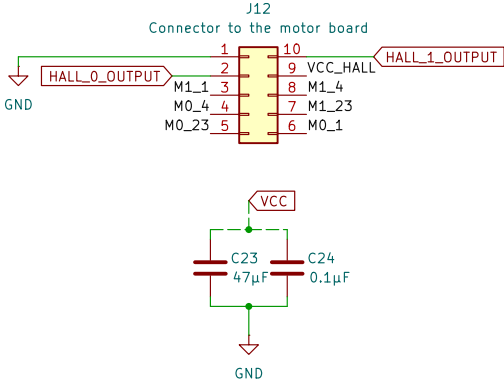 J12
Connector to the motor board
1 10 HALL_1_OUTPUT
HALL_0_OUTPUT 2 9 VCC_HALL
GND M1_1 3 8 M1_4
M0_4 4 7 M1_23
M0_23 5 6 M0_1
VCC
C23 C24
47µF 0.1µF
GND